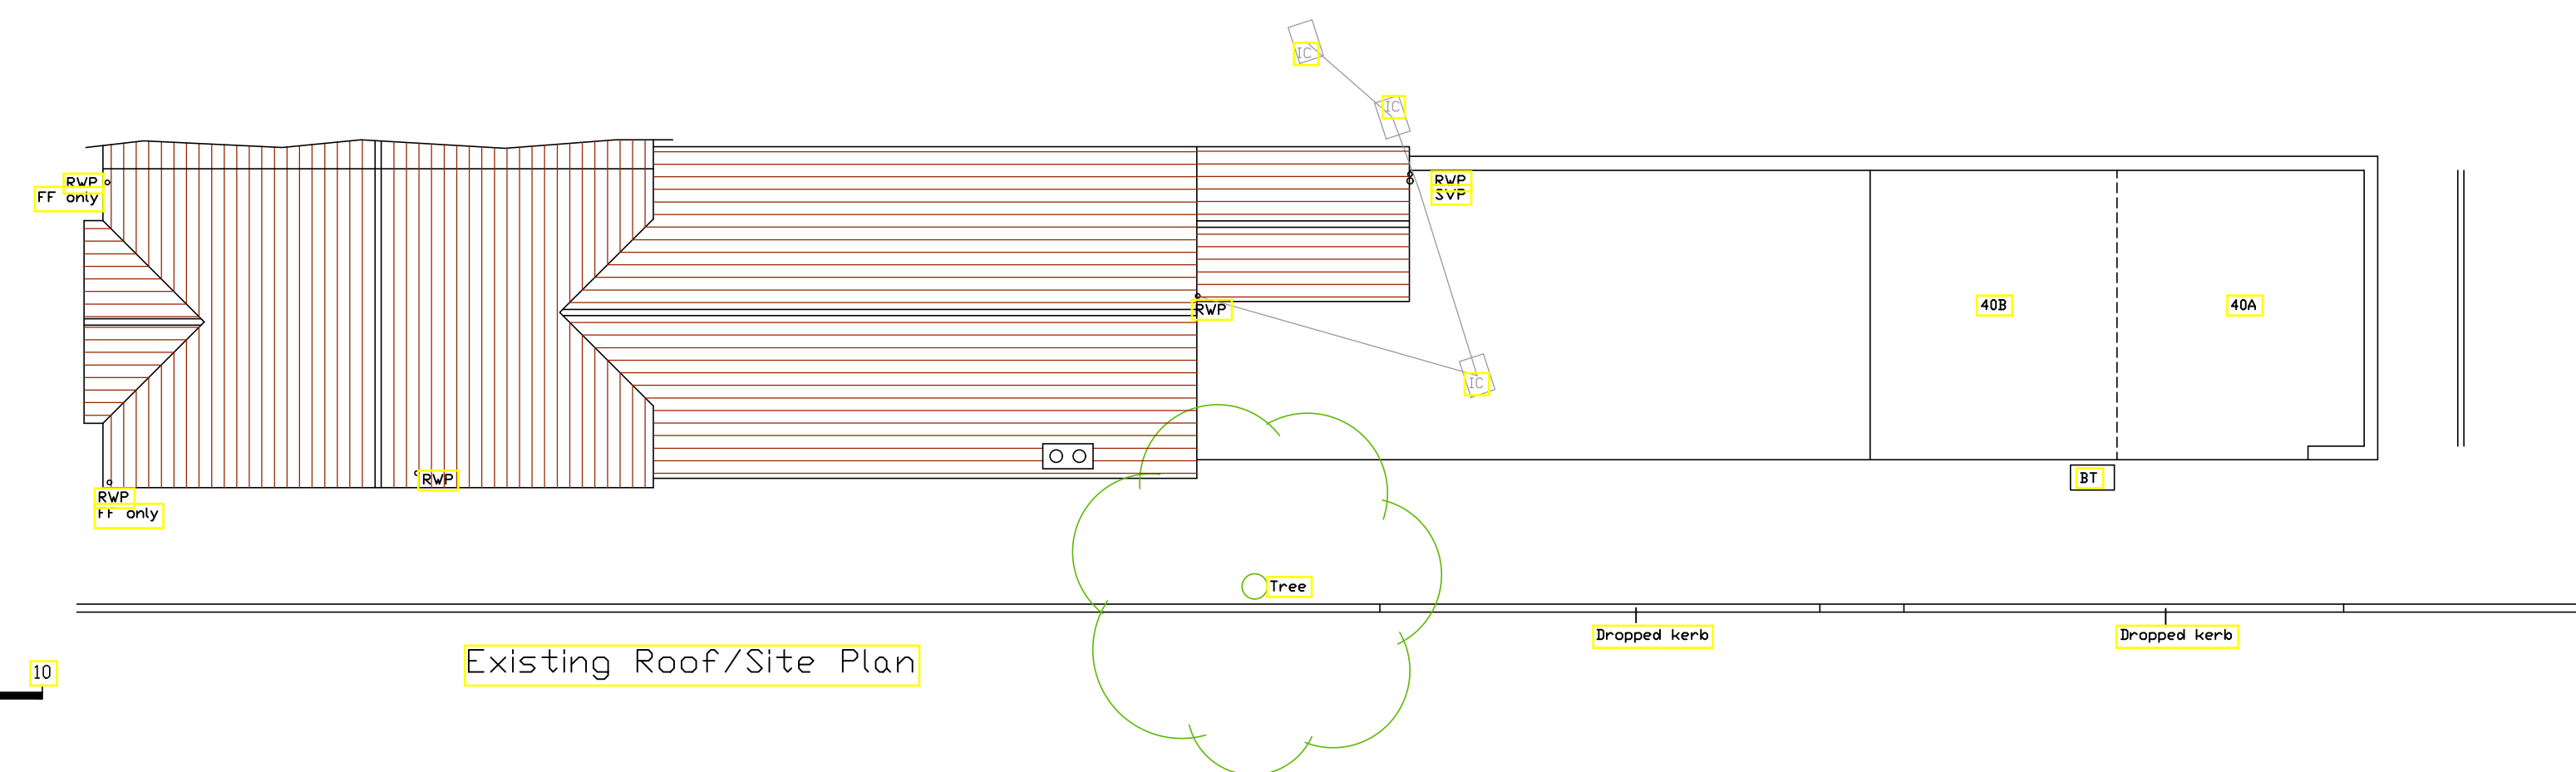 IC
IC
RWP
FF only
RWP
SVP
RWP
40B
40A
IC
RWP
BT
RWP
FF only
Tree
Dropped kerb
Dropped kerb
Existing Roof/Site Plan
10